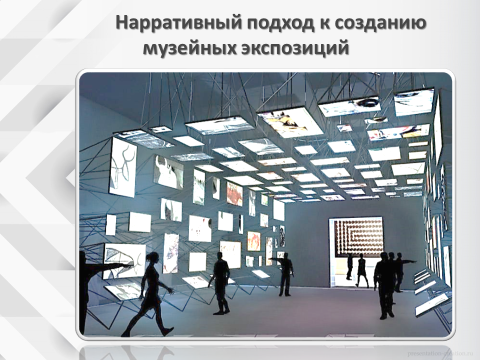 Нарративный подход к созданию
музейных экспозиций